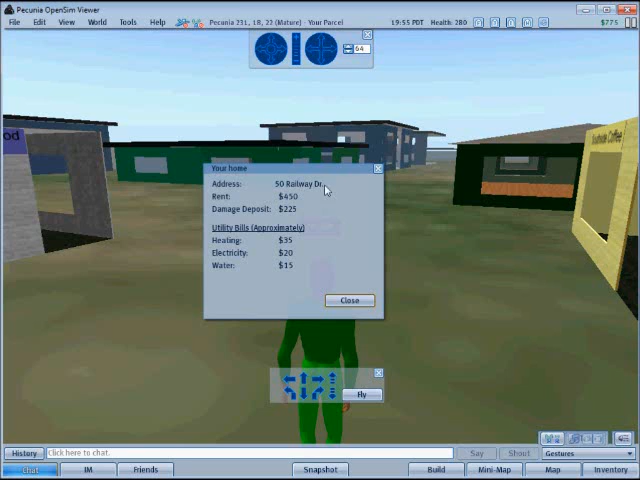 Pecunia OpenSim Viewer
File Edit View World Tools Help Pecunia 231, 18, 22 (Mature) - Your Parcel 19:55 PDT Health: 280 $775
64
od
Eastside Coffee
Your home
Address: 50 Railway Dr.
Rent: $450
Damage Deposit: $225
Utility Bills (Approximately)
Heating: $35
Electricity: $20
Water: $15
Close
Fly
History Click here to chat. Say Shout Gestures
Chat IM Friends Snapshot Build Mini-Map Map Inventory